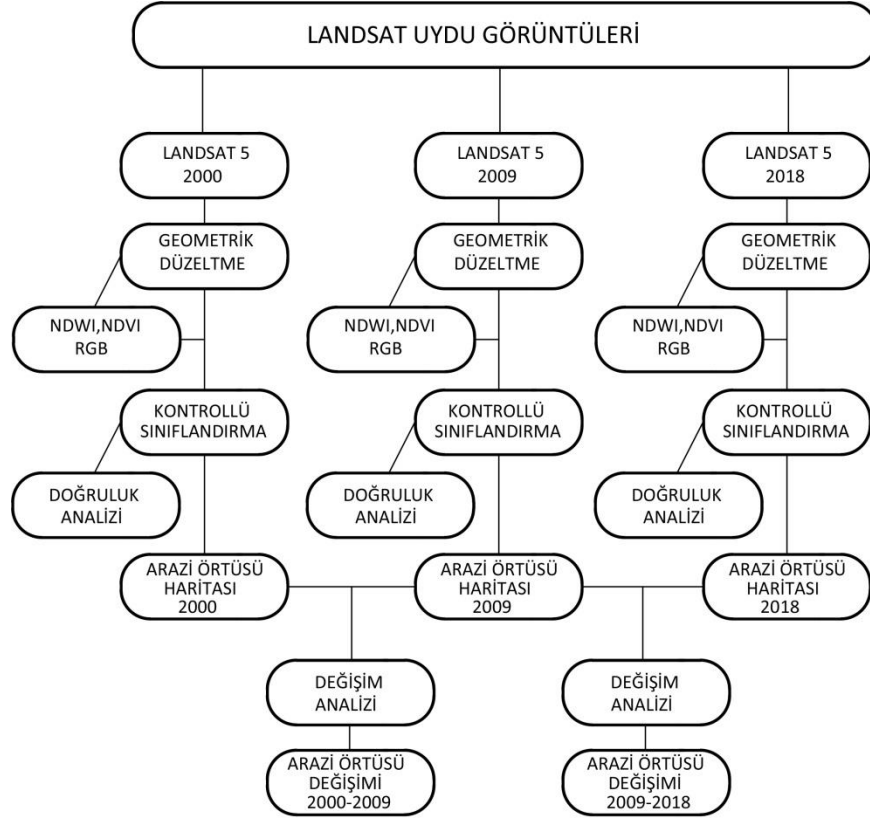 LANDSAT UYDU GÖRÜNTÜLERİ
LANDSAT 5
2000
LANDSAT 5
2009
LANDSAT 5
2018
GEOMETRİK
DÜZELTME
GEOMETRİK
DÜZELTME
GEOMETRİK
DÜZELTME
NDWI,NDVI
RGB
NDWI,NDVI
RGB
NDWI,NDVI
RGB
KONTROLLÜ
SINIFLANDIRMA
KONTROLLÜ
SINIFLANDIRMA
KONTROLLÜ
SINIFLANDIRMA
DOĞRULUK
ANALİZİ
DOĞRULUK
ANALİZİ
DOĞRULUK
ANALİZİ
ARAZİ ÖRTÜSÜ
HARİTASI
2000
ARAZİ ÖRTÜSÜ
HARİTASI
2009
ARAZİ ÖRTÜSÜ
HARİTASI
2018
DEĞİŞİM
ANALİZİ
DEĞİŞİM
ANALİZİ
ARAZİ ÖRTÜSÜ
DEĞİŞİMİ
2000-2009
ARAZİ ÖRTÜSÜ
DEĞİŞİMİ
2009-2018